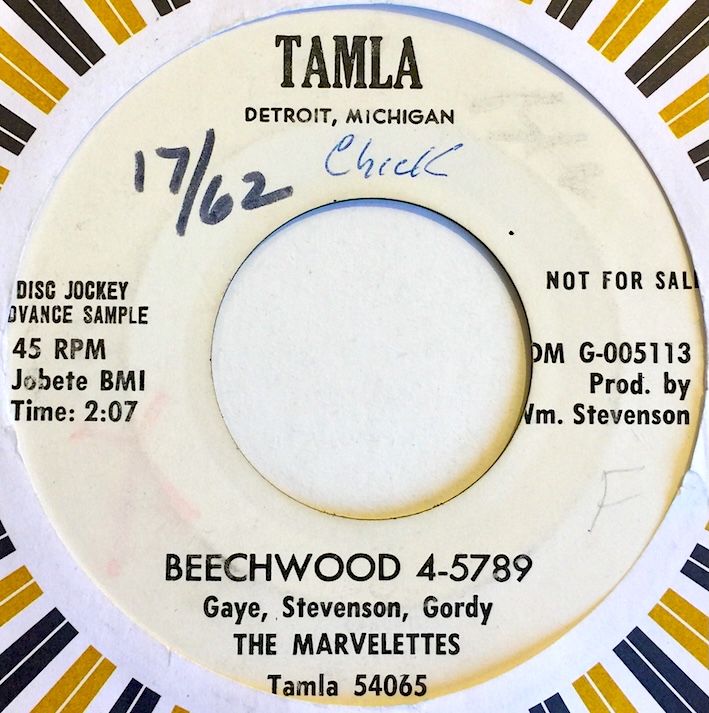 TAMLA
DETROIT, MICHIGAN
17/62
Chick
DISC JOCKEY
DVANCE SAMPLE
45 RPM
Jobete BMI
Time: 2:07
NOT FOR SAL
DM G-005113
Prod. by
Wm. Stevenson
F
BEECHWOOD 4-5789
Gaye, Stevenson, Gordy
THE MARVELETTES
Tamla 54065